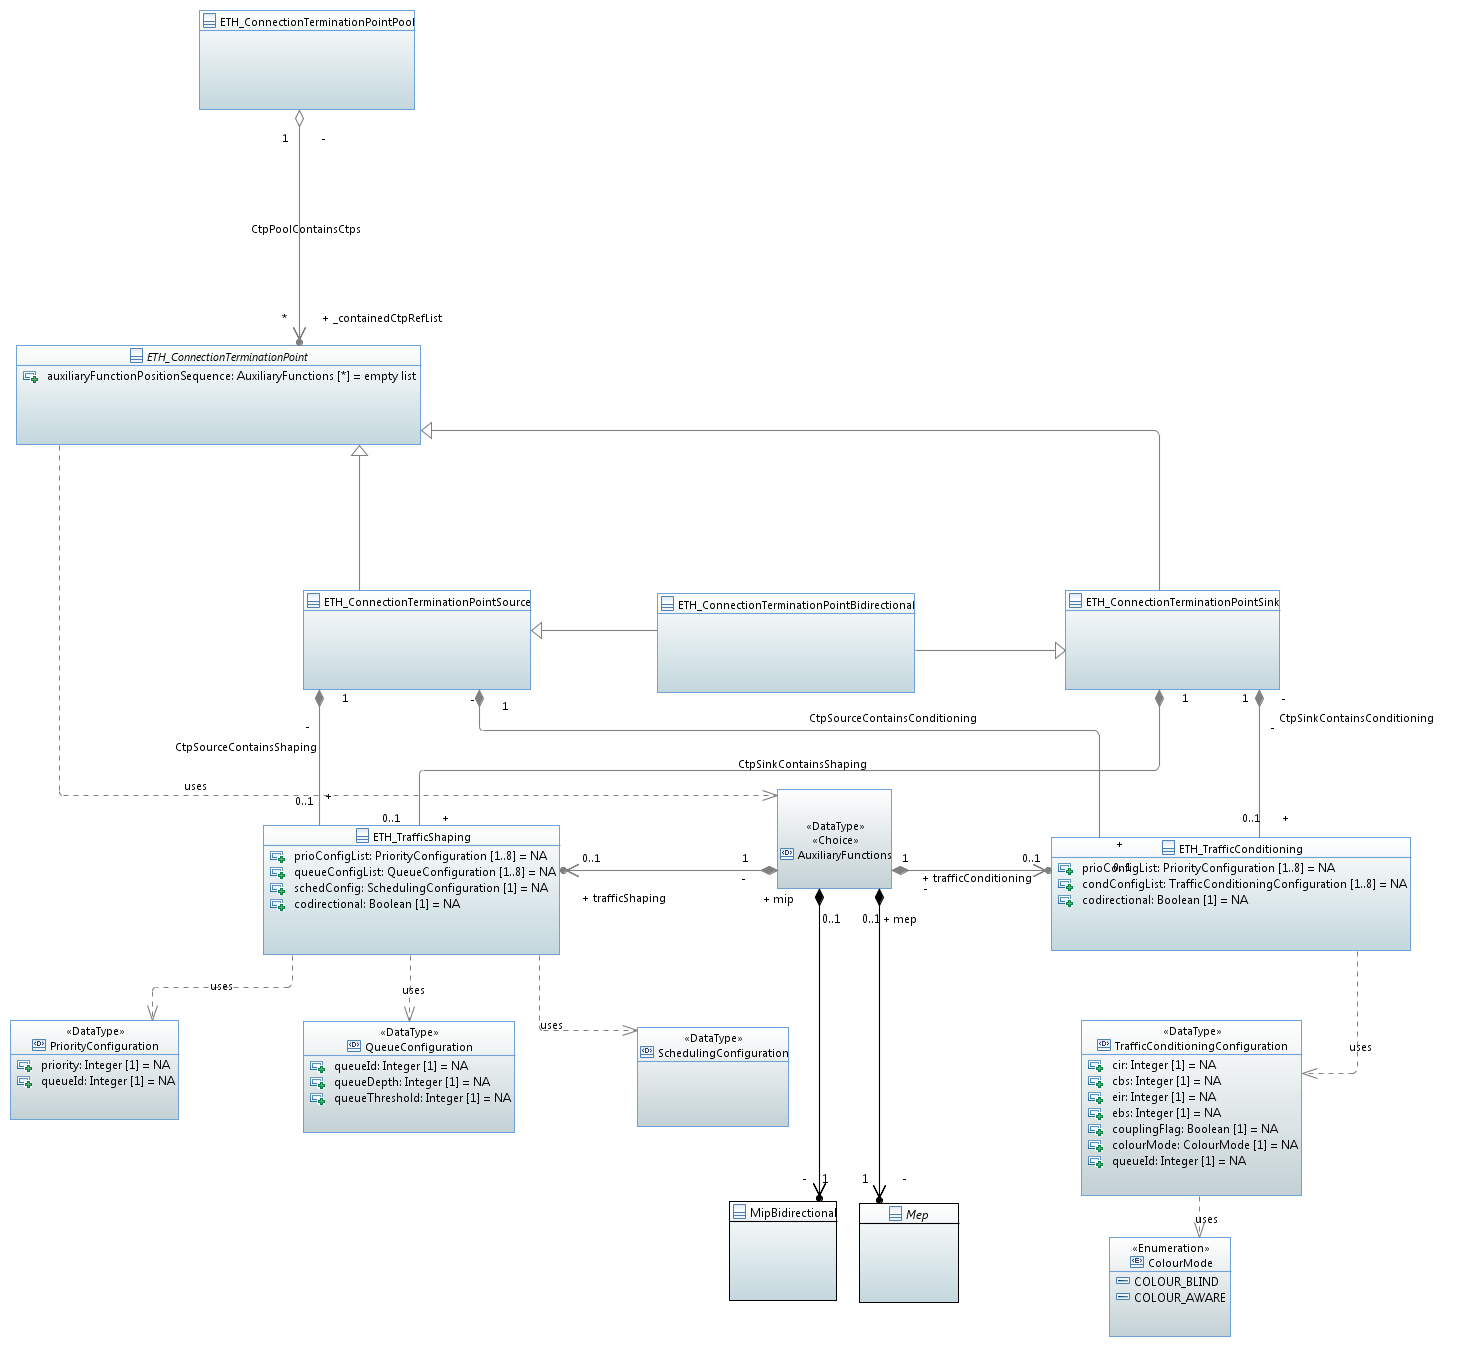 ETH_ConnectionTerminationPointPool
1
-
CtpPoolContainsCtps
*
+ _containedCtpRefList
ETH_ConnectionTerminationPoint
auxiliaryFunctionPositionSequence: AuxiliaryFunctions [*] = empty list
ETH_ConnectionTerminationPointSource
ETH_ConnectionTerminationPointBidirectional
ETH_ConnectionTerminationPointSink
1
-
1
1
1
-
-
CtpSourceContainsConditioning
CtpSinkContainsConditioning
-
CtpSourceContainsShaping
CtpSinkContainsShaping
uses
0..1
+
0..1
+
0..1
+
ETH_TrafficShaping
prioConfigList: PriorityConfiguration [1..8] = NA
queueConfigList: QueueConfiguration [1..8] = NA
schedConfig: SchedulingConfiguration [1] = NA
codirectional: Boolean [1] = NA
«DataType»
«Choice»
AuxiliaryFunctions
0..1
1
-
+ trafficShaping
+ mip
0..1
1
0..1
+ trafficConditioning
-
0..1
+ mep
+
0..1
ETH_TrafficConditioning
prioConfigList: PriorityConfiguration [1..8] = NA
condConfigList: TrafficConditioningConfiguration [1..8] = NA
codirectional: Boolean [1] = NA
uses
uses
uses
uses
«DataType»
PriorityConfiguration
priority: Integer [1] = NA
queueId: Integer [1] = NA
«DataType»
QueueConfiguration
queueId: Integer [1] = NA
queueDepth: Integer [1] = NA
queueThreshold: Integer [1] = NA
«DataType»
SchedulingConfiguration
«DataType»
TrafficConditioningConfiguration
cir: Integer [1] = NA
cbs: Integer [1] = NA
eir: Integer [1] = NA
ebs: Integer [1] = NA
couplingFlag: Boolean [1] = NA
colourMode: ColourMode [1] = NA
queueId: Integer [1] = NA
-
1
1
-
MipBidirectional
Mep
uses
«Enumeration»
ColourMode
COLOUR_BLIND
COLOUR_AWARE